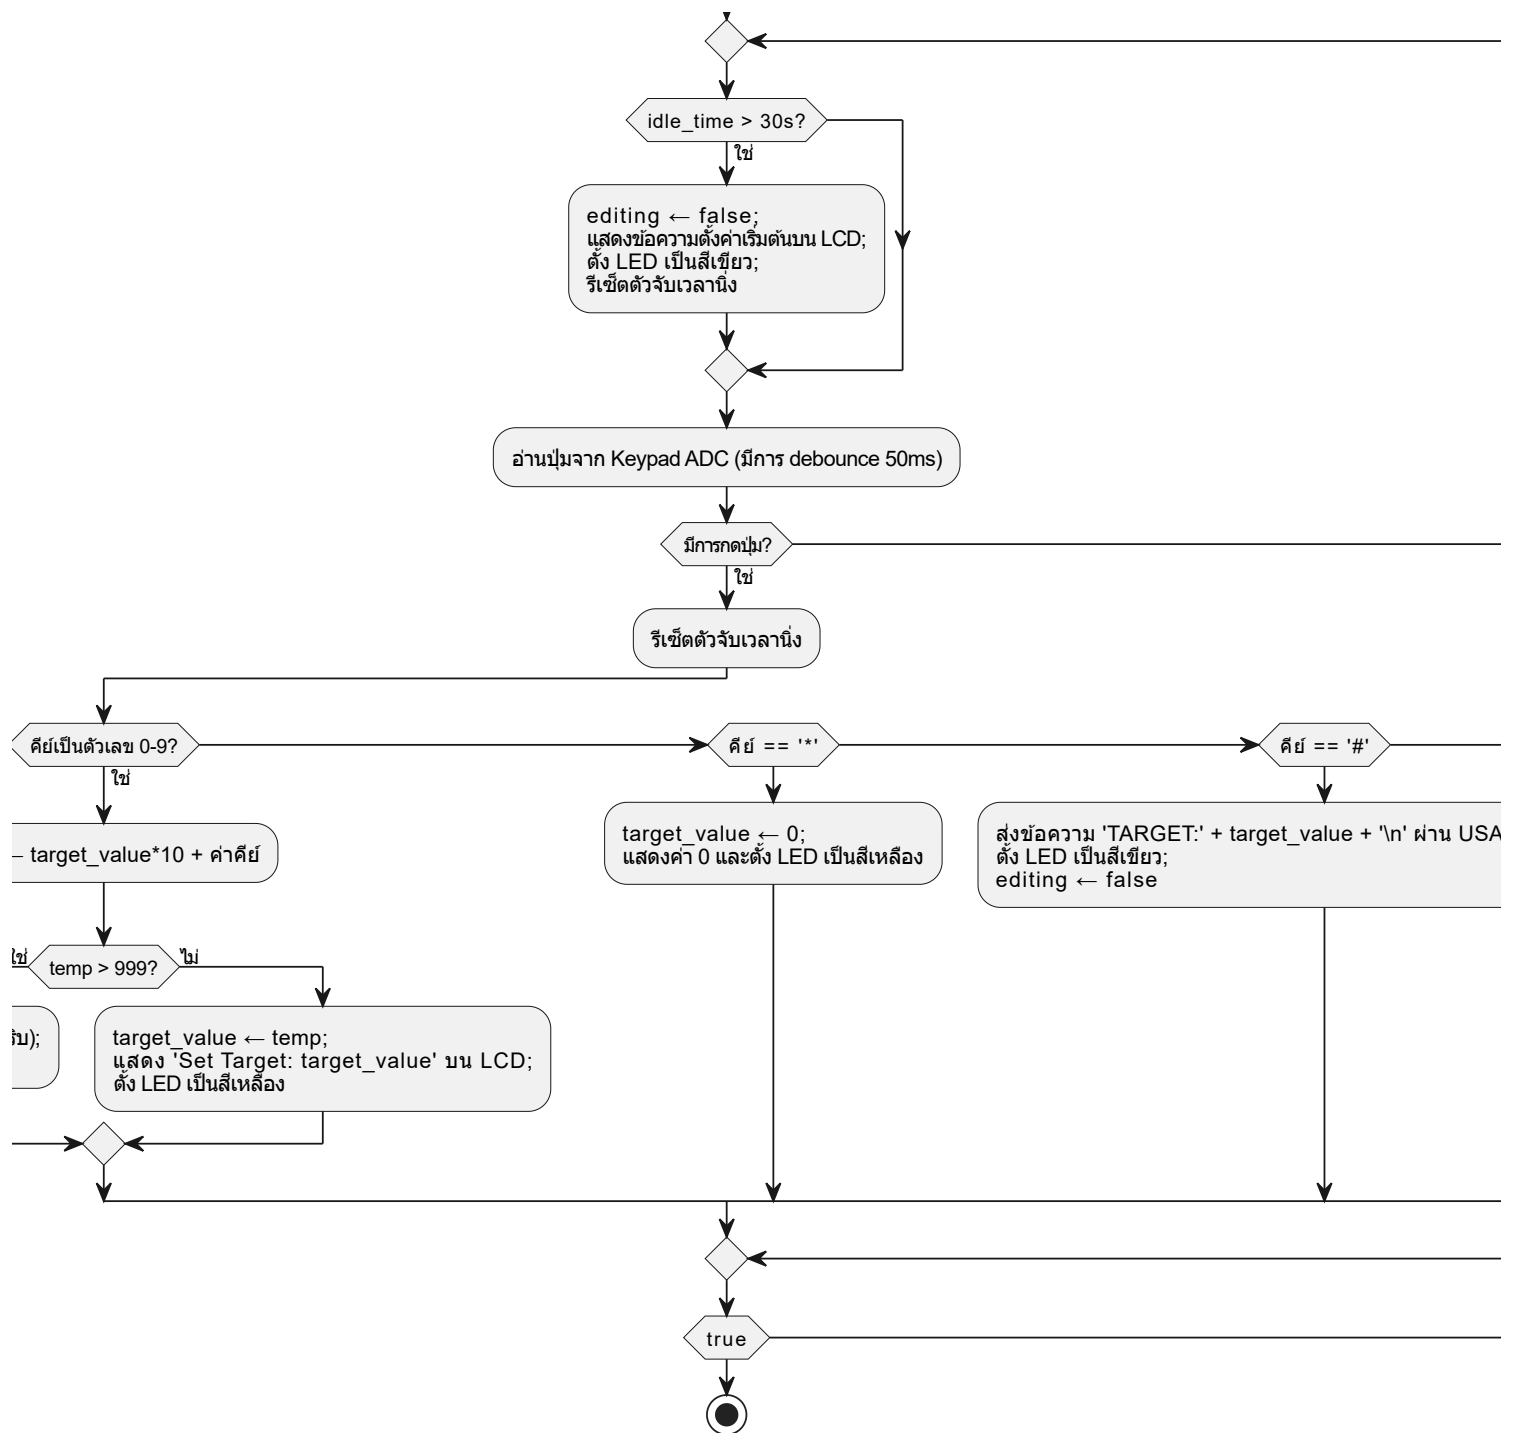 idle_time > 30s?
ใช่
editing ← false;
แสดงข้อความตั้งค่าเริ่มต้นบน LCD;
ตั้ง LED เป็นสีเขียว;
รีเซ็ตตัวจับเวลานิ่ง
อ่านปุ่มจาก Keypad ADC (มีการ debounce 50ms)
มีการกดปุ่ม?
ใช่
รีเซ็ตตัวจับเวลานิ่ง
คีย์เป็นตัวเลข 0-9?
คีย์ == '*'
คีย์ == '#'
ใช่
← target_value*10 + ค่าคีย์
target_value ← 0;
แสดงค่า 0 และตั้ง LED เป็นสีเหลือง
ส่งข้อความ 'TARGET:' + target_value + '\n' ผ่าน USA
ตั้ง LED เป็นสีเขียว;
editing ← false
ใช่
temp > 999?
ไม่
target_value ← temp;
แสดง 'Set Target: target_value' บน LCD;
ตั้ง LED เป็นสีเหลือง
true